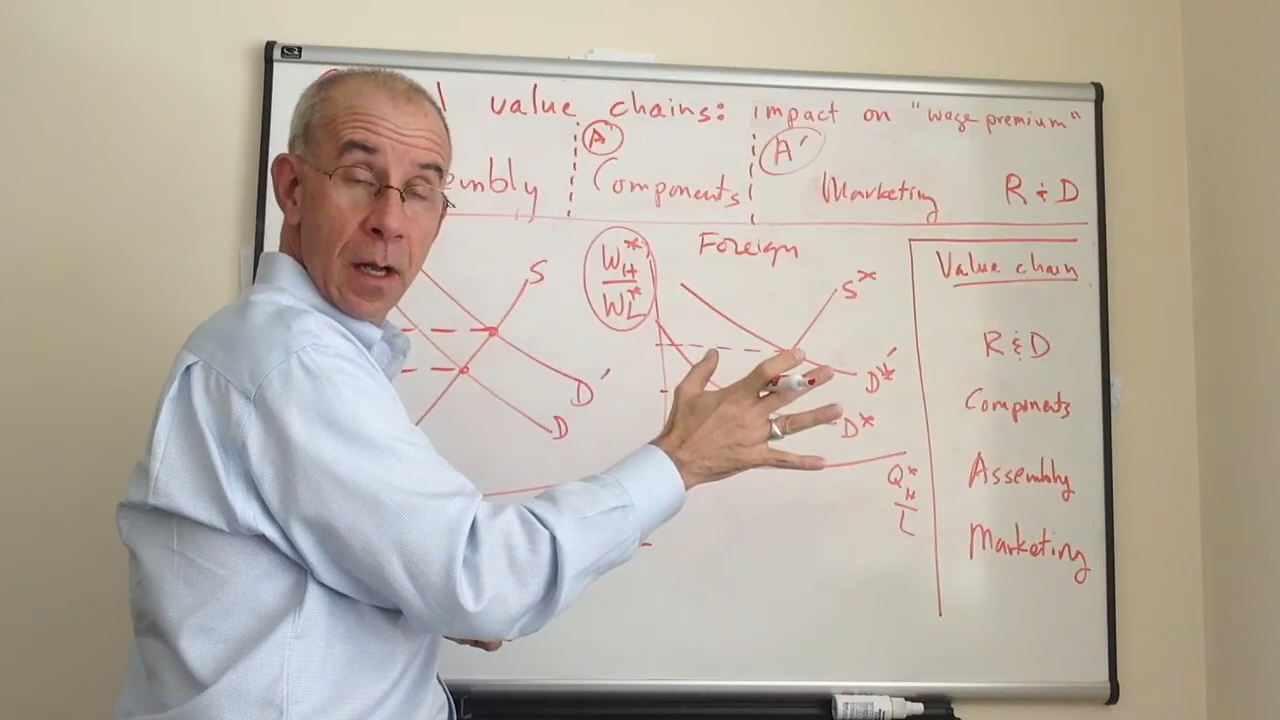 value chains: impact on "wage premium"
A' A'
embly Components Marketing R & D
Foreign
S
D'
D
W*H
W*L
S*
D*'
D*
Q*
H
L
Value chain
R & D
Components
Assembly
Marketing